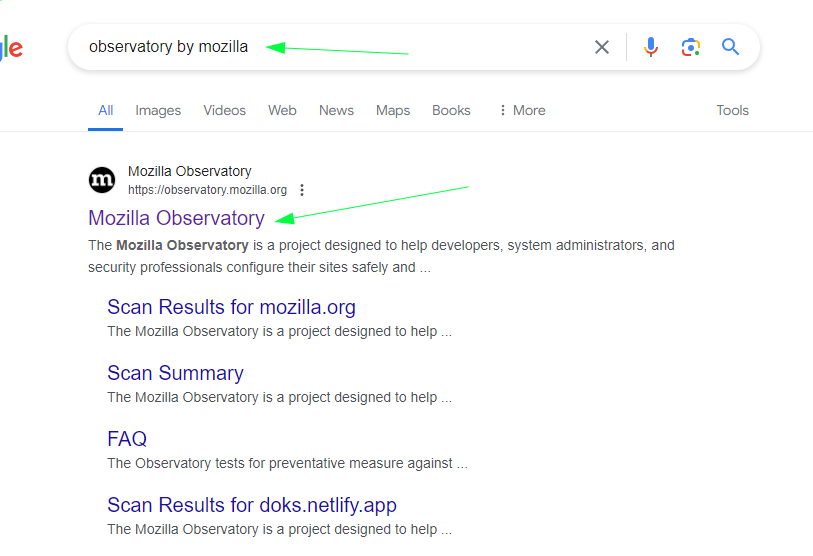 gle
observatory by mozilla
All Images Videos Web News Maps Books More Tools
m
Mozilla Observatory
https://observatory.mozilla.org
Mozilla Observatory
The Mozilla Observatory is a project designed to help developers, system administrators, and
security professionals configure their sites safely and ...
Scan Results for mozilla.org
The Mozilla Observatory is a project designed to help ...
Scan Summary
The Mozilla Observatory is a project designed to help ...
FAQ
The Observatory tests for preventative measure against ...
Scan Results for doks.netlify.app
The Mozilla Observatory is a project designed to help ...